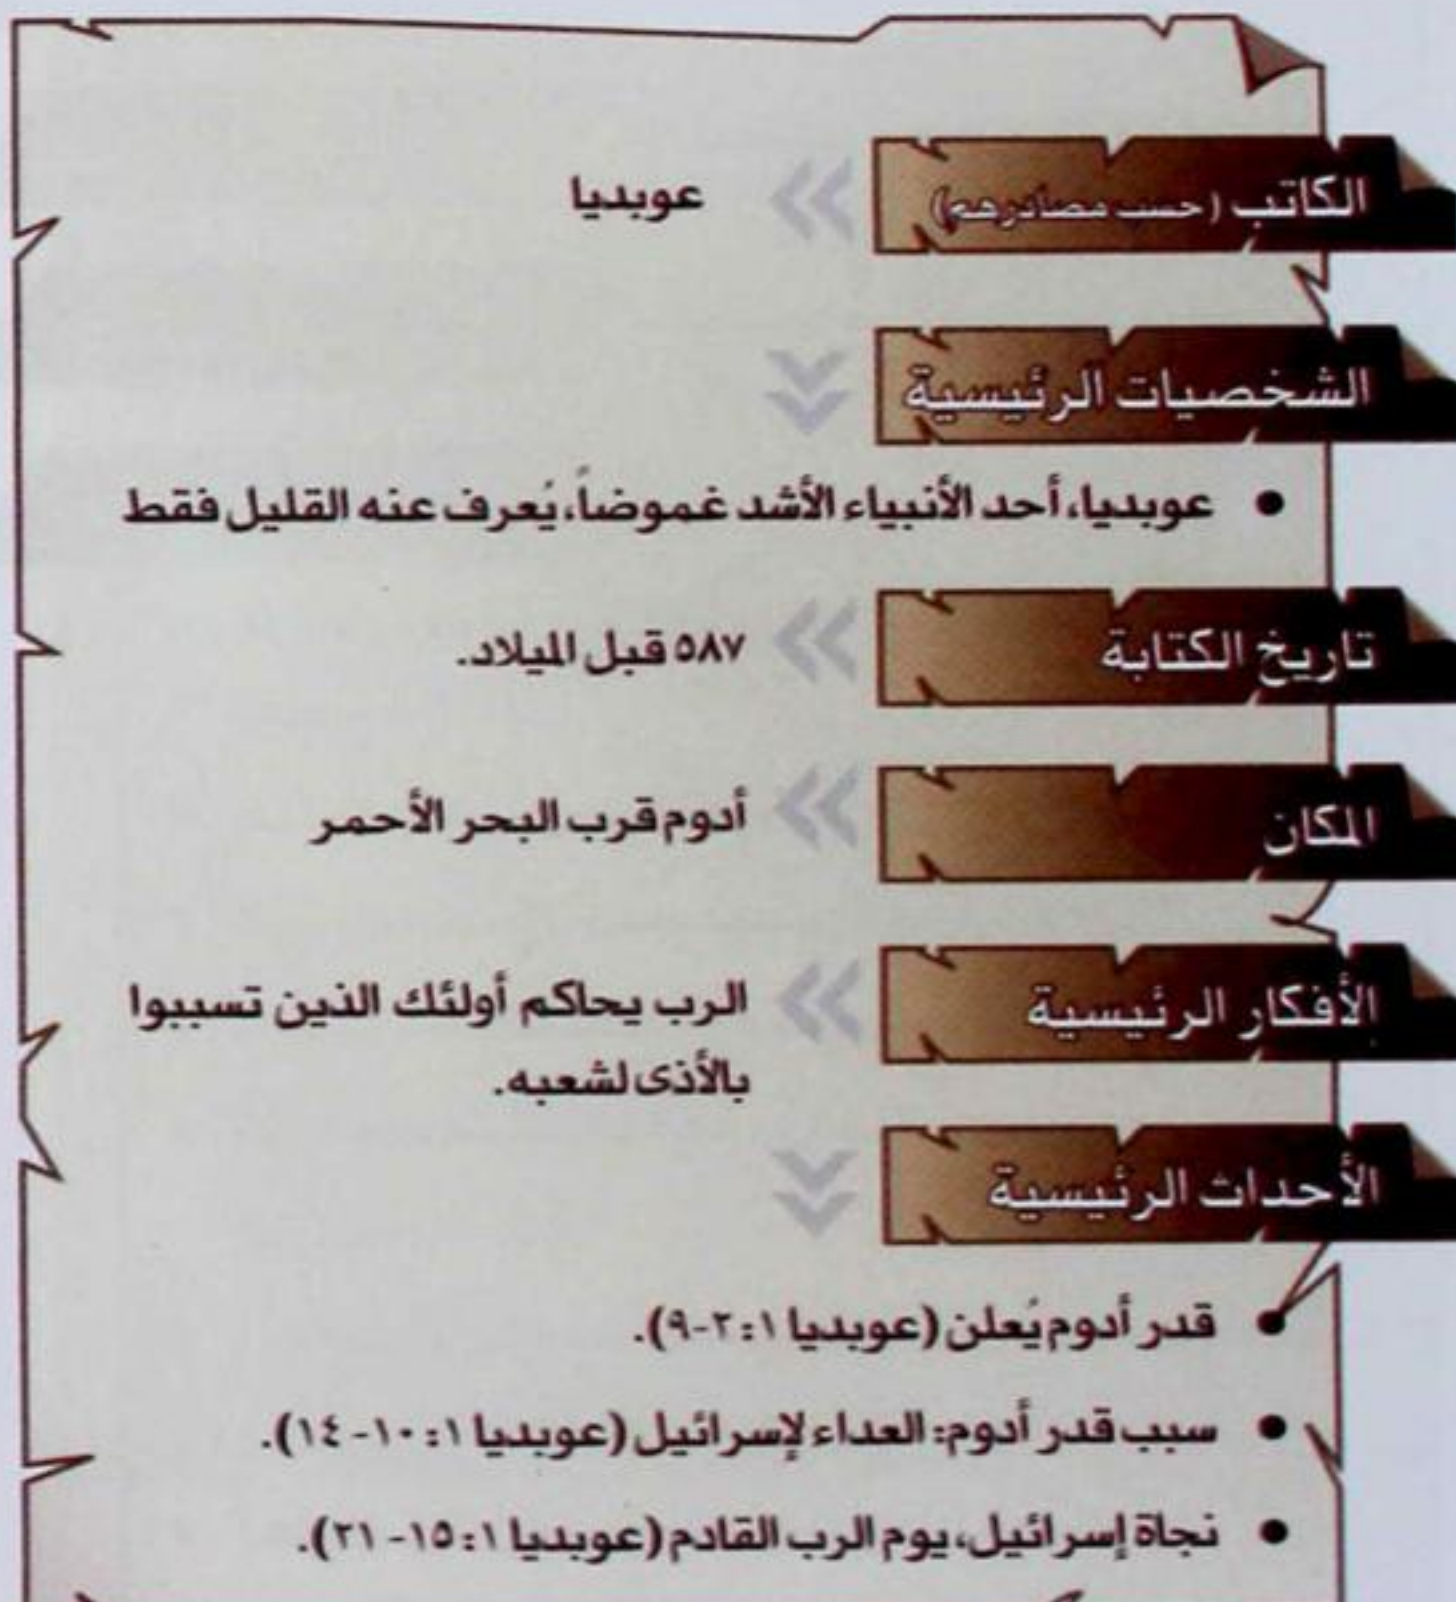 الكاتب (حسب مصادرهم)
عوبديا
الشخصيات الرئيسية
• عوبديا، أحد الأنبياء الأشد غموضاً، يُعرف عنه القليل فقط
تاريخ الكتابة
٥٨٧ قبل الميلاد.
المكان
أدوم قرب البحر الأحمر
الأفكار الرئيسية
الرب يحاكم أولئك الذين تسببوا
بالأذى لشعبه.
الأحداث الرئيسية
• قدر أدوم يُعلن (عوبديا ١: ٢-٩).
• سبب قدر أدوم: العداء لإسرائيل (عوبديا ١: ١٠- ١٤).
• نجاة إسرائيل، يوم الرب القادم (عوبديا ١: ١٥- ٢١).